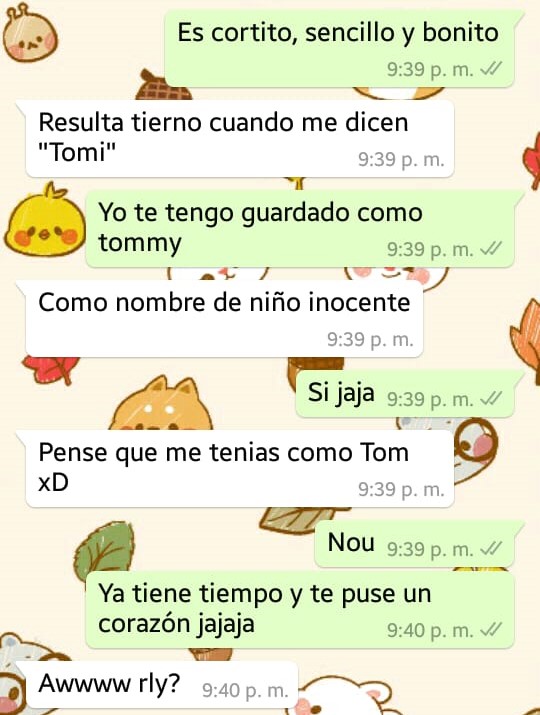 Es cortito, sencillo y bonito
9:39 p. m.
Resulta tierno cuando me dicen
"Tomi"
9:39 p. m.
Yo te tengo guardado como
tommy
9:39 p. m.
Como nombre de niño inocente
9:39 p. m.
Si jaja 9:39 p. m.
Pense que me tenias como Tom
xD
9:39 p. m.
Nou 9:39 p. m.
Ya tiene tiempo y te puse un
corazón jajaja
9:40 p. m.
Awwww rly? 9:40 p. m.